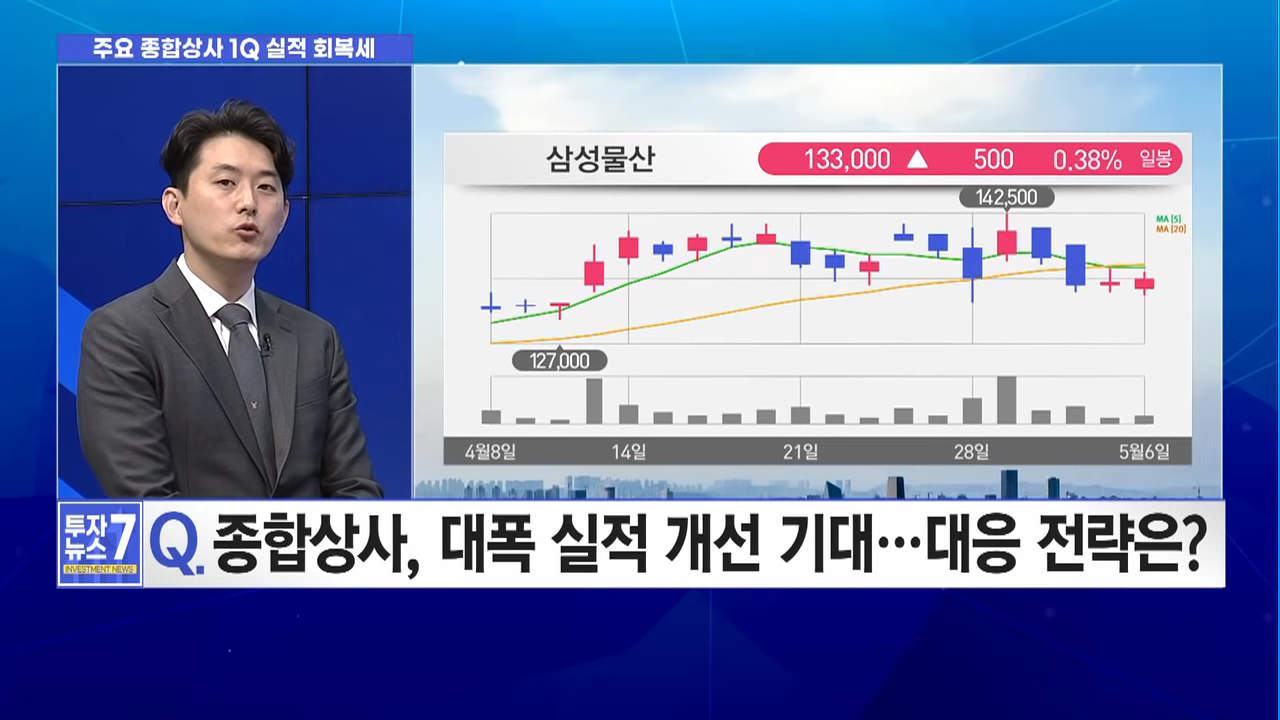 주요 종합상사 1Q 실적 회복세
삼성물산 133,000 ▲ 500 0.38% 일봉
142,500
MA [5]
MA [20]
127,000
4월8일 14일 21일 28일 5월6일
투자
뉴스 7
INVESTMENT NEWS
Q. 종합상사, 대폭 실적 개선 기대…대응 전략은?